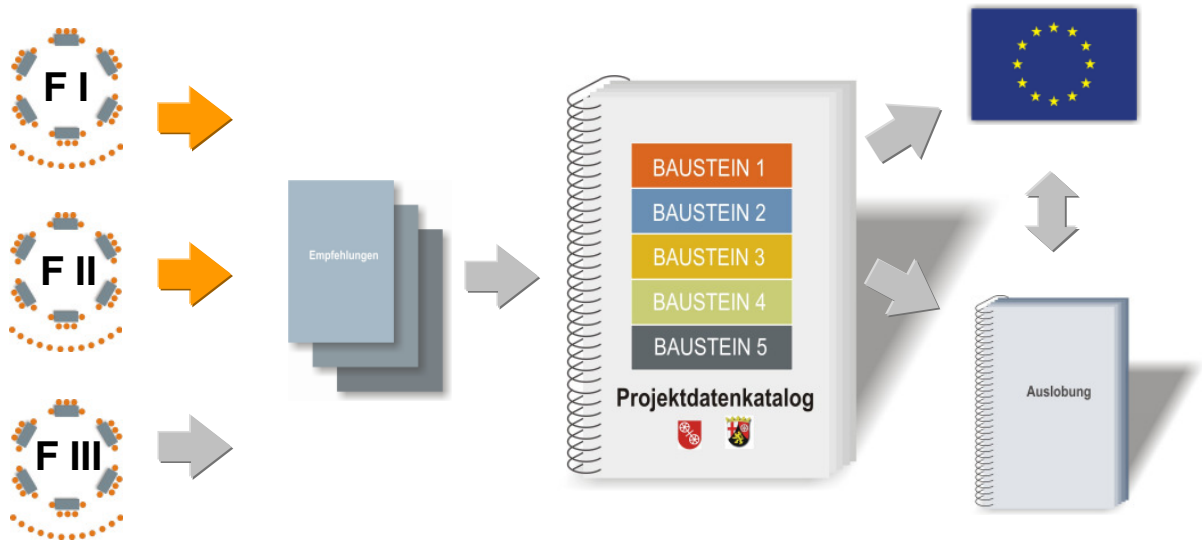 F I
F II
F III
Empfehlungen
BAUSTEIN 1
BAUSTEIN 2
BAUSTEIN 3
BAUSTEIN 4
BAUSTEIN 5
Projektdatenkatalog
Auslobung